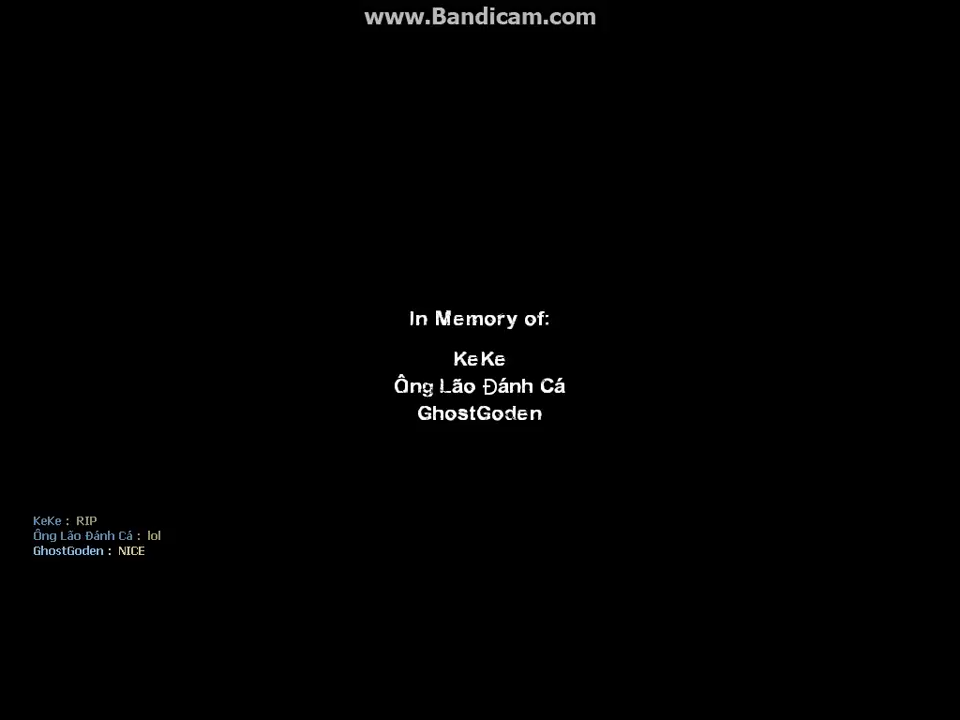 www.Bandicam.com
In Memory of:
KeKe
Ông Lão Đánh Cá
GhostGoden
KeKe : RIP
Ông Lão Đánh Cá : lol
GhostGoden : NICE